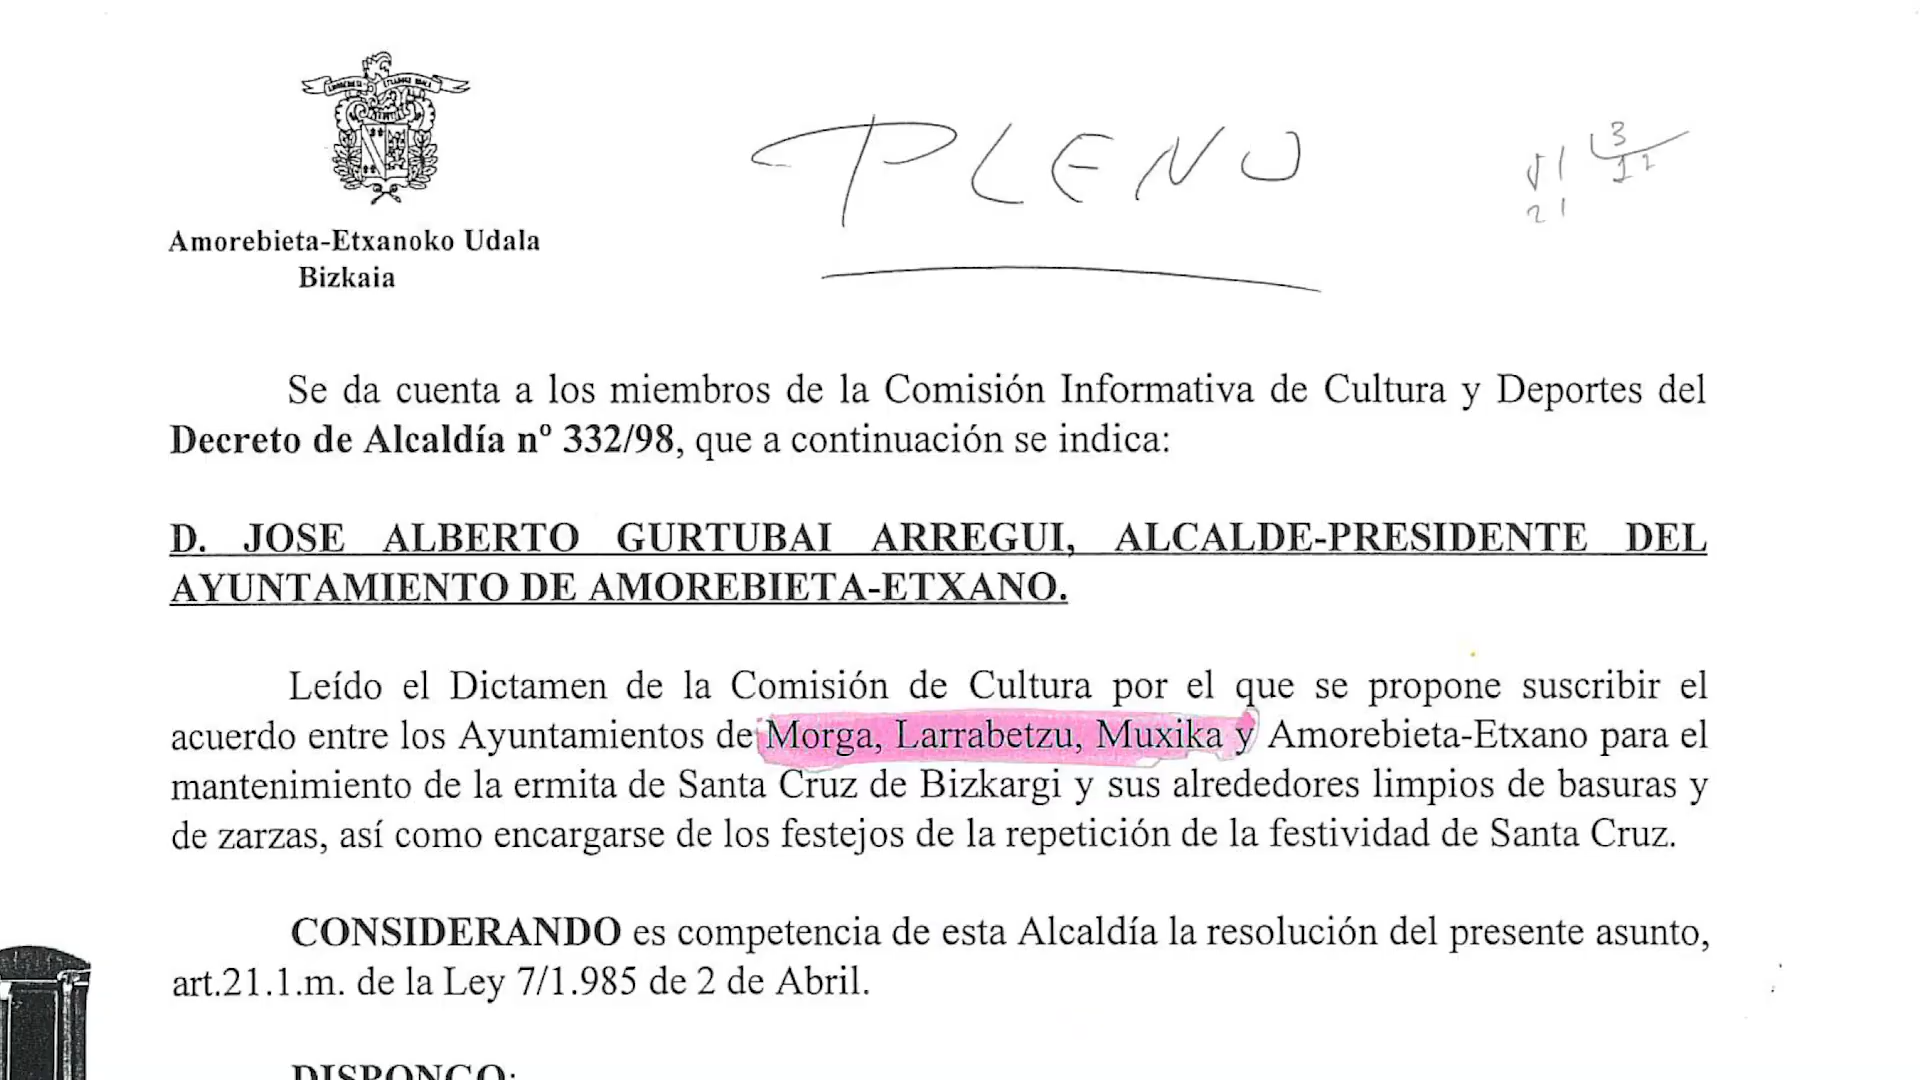 PLENO
Amorebieta-Etxanoko Udala
Bizkaia
Se da cuenta a los miembros de la Comisión Informativa de Cultura y Deportes del
Decreto de Alcaldía nº 332/98, que a continuación se indica:
D. JOSE ALBERTO GURTUBAI ARREGUI, ALCALDE-PRESIDENTE DEL
AYUNTAMIENTO DE AMOREBIETA-ETXANO.
Leído el Dictamen de la Comisión de Cultura por el que se propone suscribir el
acuerdo entre los Ayuntamientos de Morga, Larrabetzu, Muxika y Amorebieta-Etxano para el
mantenimiento de la ermita de Santa Cruz de Bizkargi y sus alrededores limpios de basuras y
de zarzas, así como encargarse de los festejos de la repetición de la festividad de Santa Cruz.
CONSIDERANDO es competencia de esta Alcaldía la resolución del presente asunto,
art.21.1.m. de la Ley 7/1.985 de 2 de Abril.
DISPONGO: